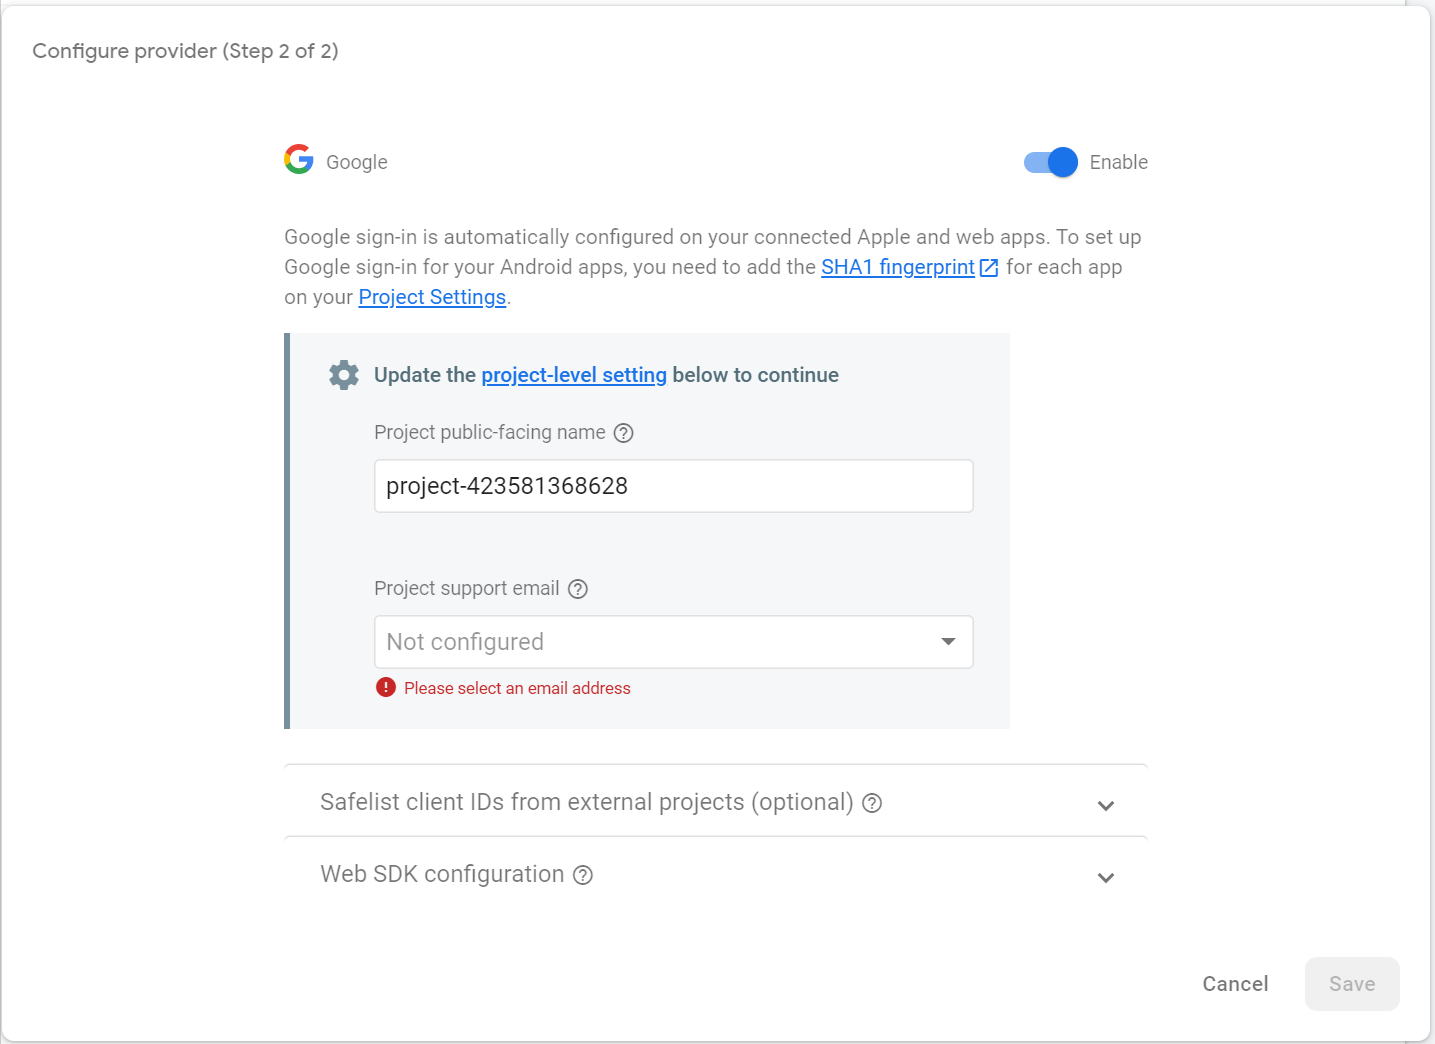 Configure provider (Step 2 of 2)
Google
Enable
Google sign-in is automatically configured on your connected Apple and web apps. To set up
Google sign-in for your Android apps, you need to add the SHA1 fingerprint for each app
on your Project Settings.
Update the project-level setting below to continue
Project public-facing name
project-423581368628
Project support email
Not configured
Please select an email address
Safelist client IDs from external projects (optional)
Web SDK configuration
Cancel
Save